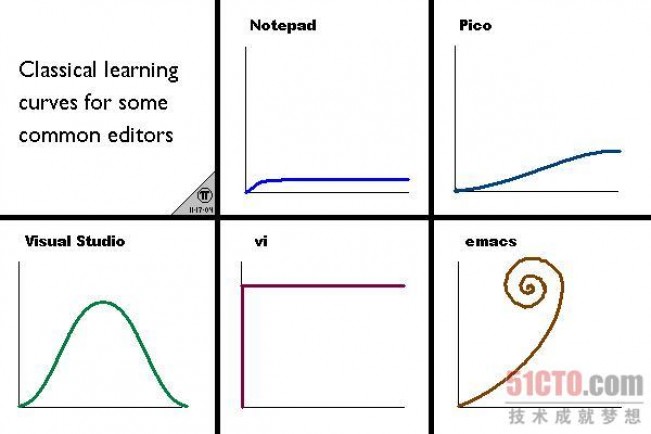 Classical learning
curves for some
common editors
11-17-04
Notepad
Pico
Visual Studio
vi
emacs
51CTO.com
技术成就梦想